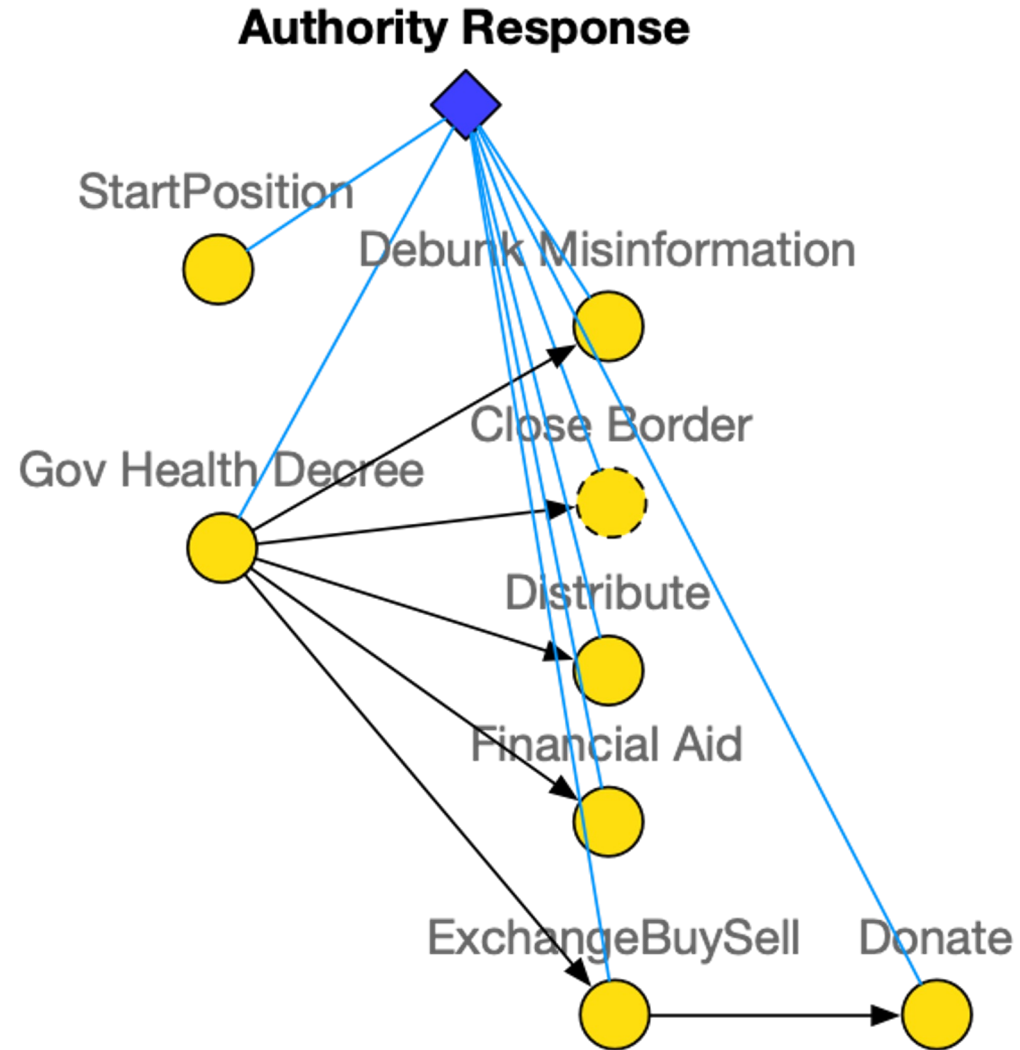 Authority Response
StartPosition
Debunk Misinformation
Close Border
Gov Health Decree
Distribute
Financial Aid
ExchangeBuySell
Donate